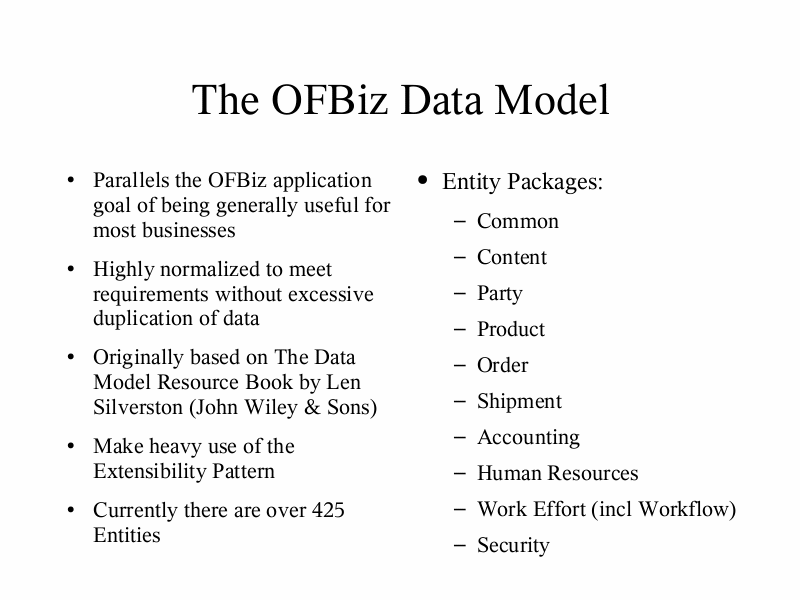 The OFBiz Data Model
• Parallels the OFBiz application
goal of being generally useful for
most businesses
• Highly normalized to meet
requirements without excessive
duplication of data
• Originally based on The Data
Model Resource Book by Len
Silverston (John Wiley & Sons)
• Make heavy use of the
Extensibility Pattern
• Currently there are over 425
Entities
• Entity Packages:
– Common
– Content
– Party
– Product
– Order
– Shipment
– Accounting
– Human Resources
– Work Effort (incl Workflow)
– Security